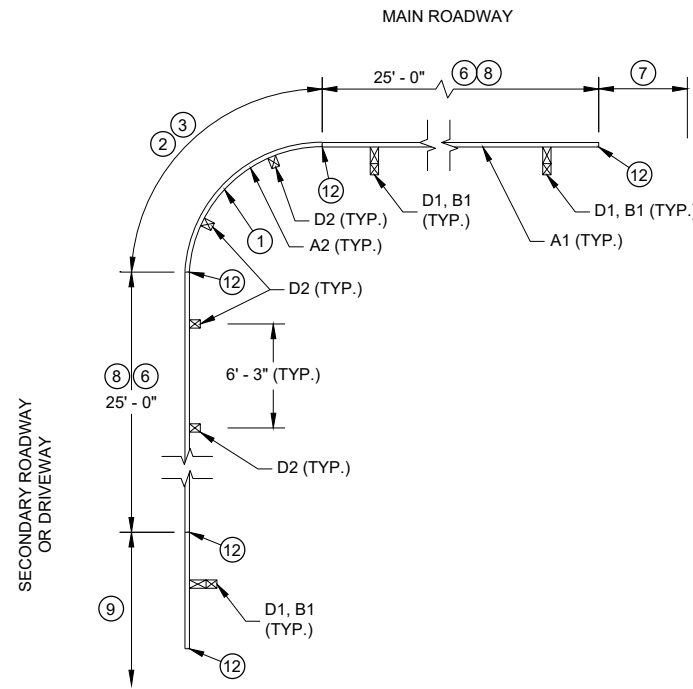 MAIN ROADWAY
25' - 0"
6 8
7
2 3
12
12
D2 (TYP.)
D1, B1
(TYP.)
D1, B1 (TYP.)
1
A2 (TYP.)
A1 (TYP.)
12
D2 (TYP.)
8 6
25' - 0"
6' - 3" (TYP.)
D2 (TYP.)
SECONDARY ROADWAY
OR DRIVEWAY
12
9
D1, B1
(TYP.)
12